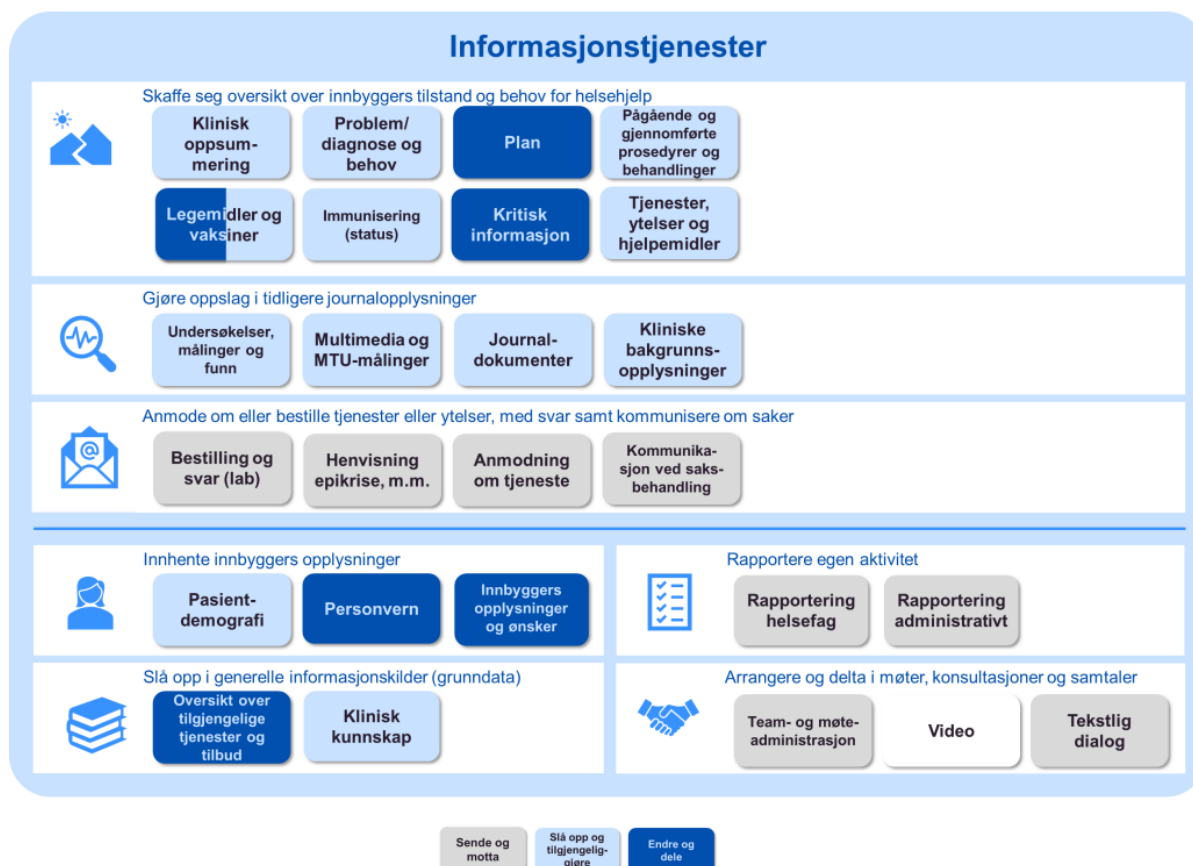 Informasjonstjenester
Skaffe seg oversikt over innbyggers tilstand og behov for helsehjelp
Klinisk
oppsum-
mering
Problem/
diagnose og
behov
Plan
Pågående og
gjennomførte
prosedyrer og
behandlinger
Legemidler og
vaksiner
Immunisering
(status)
Kritisk
informasjon
Tjenester,
ytelser og
hjelpemidler
Gjøre oppslag i tidligere journalopplysninger
Undersøkelser,
målinger og
funn
Multimedia og
MTU-målinger
Journal-
dokumenter
Kliniske
bakgrunns-
opplysninger
Anmode om eller bestille tjenester eller ytelser, med svar samt kommunisere om saker
@
Bestilling og
svar (lab)
Henvisning
epikrise, m.m.
Anmodning
om tjeneste
Kommunika-
sjon ved saks-
behandling
Innhente innbyggers opplysninger
Pasient-
demografi
Personvern
Innbyggers
opplysninger
og ønsker
Rapportere egen aktivitet
Rapportering
helsefag
Rapportering
administrativt
Slå opp i generelle informasjonskilder (grunndata)
Oversikt over
tilgjengelige
tjenester og
tilbud
Klinisk
kunnskap
Arrangere og delta i møter, konsultasjoner og samtaler
Team- og møte-
administrasjon
Video
Tekstlig
dialog
Sende og
motta
Slå opp og
tilgjengelig-
gjøre
Endre og
dele